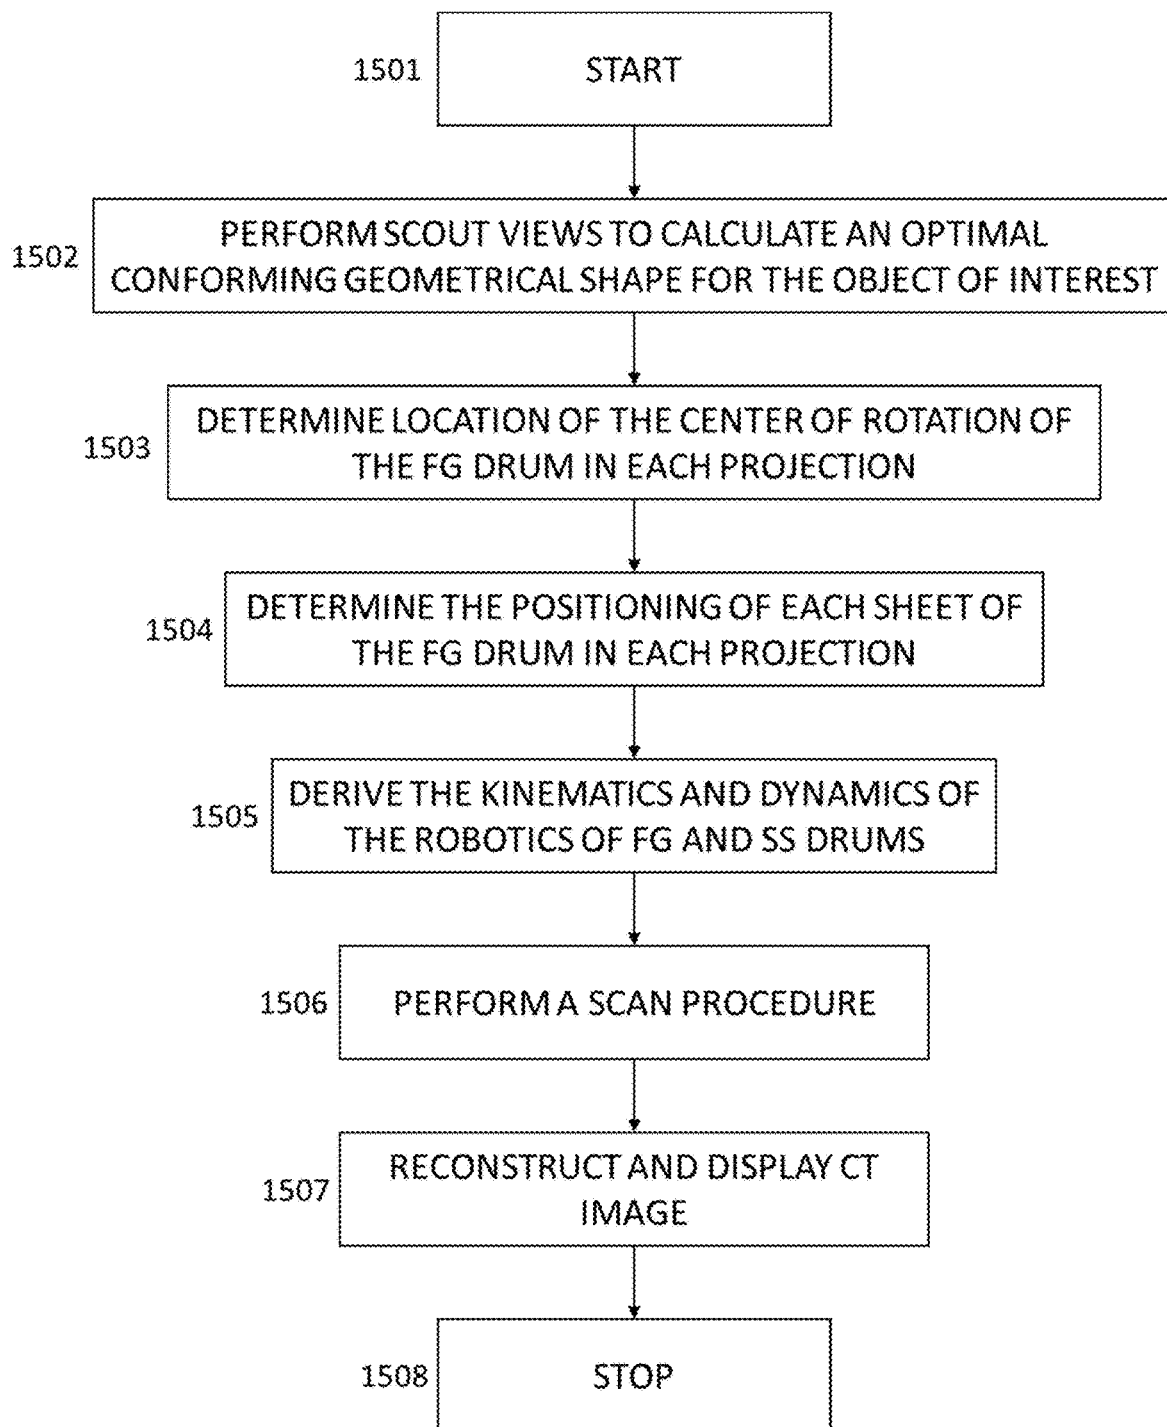 1501
START
1502
PERFORM SCOUT VIEWS TO CALCULATE AN OPTIMAL
CONFORMING GEOMETRICAL SHAPE FOR THE OBJECT OF INTEREST
1503
DETERMINE LOCATION OF THE CENTER OF ROTATION OF
THE FG DRUM IN EACH PROJECTION
1504
DETERMINE THE POSITIONING OF EACH SHEET OF
THE FG DRUM IN EACH PROJECTION
1505
DERIVE THE KINEMATICS AND DYNAMICS OF
THE ROBOTICS OF FG AND SS DRUMS
1506
PERFORM A SCAN PROCEDURE
1507
RECONSTRUCT AND DISPLAY CT
IMAGE
1508
STOP